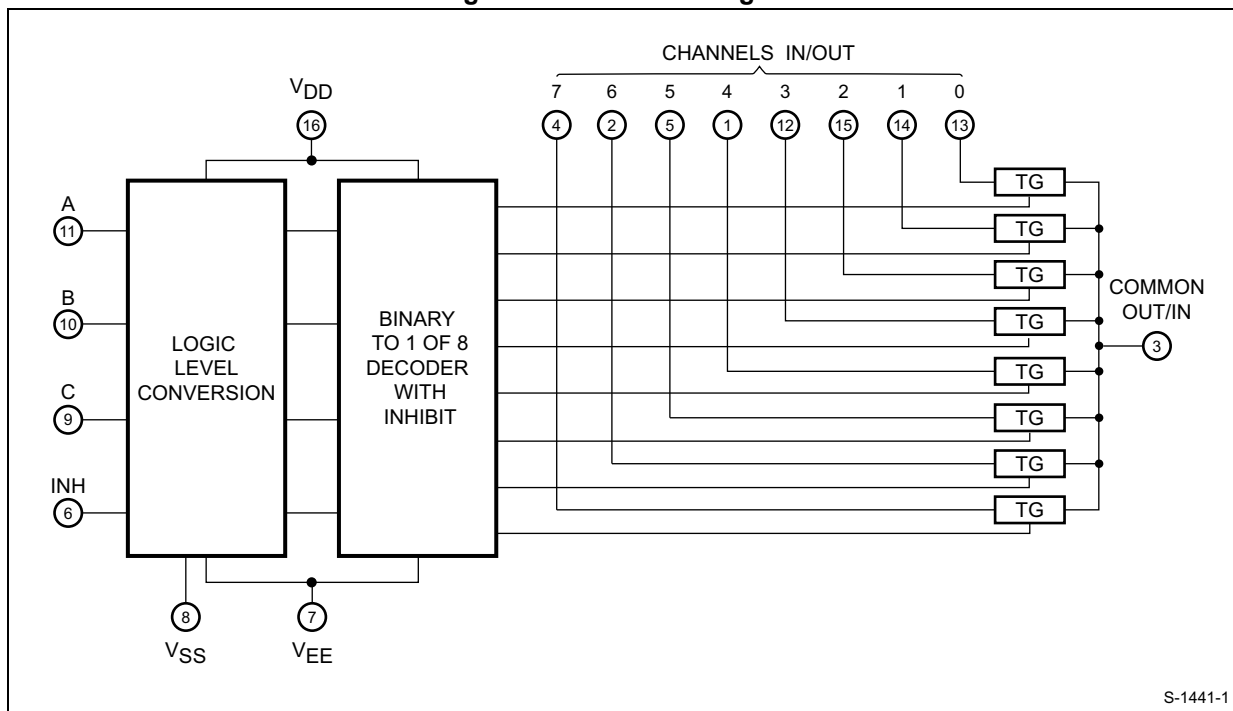 CHANNELS IN/OUT
7 6 5 4 3 2 1 0
4 2 5 1 12 15 14 13
VDD
16
A
11
B
10
C
9
INH
6
LOGIC
LEVEL
CONVERSION
BINARY
TO 1 OF 8
DECODER
WITH
INHIBIT
TG
TG
TG
TG
TG
TG
TG
TG
COMMON
OUT/IN
3
8
VSS
7
VEE
S-1441-1